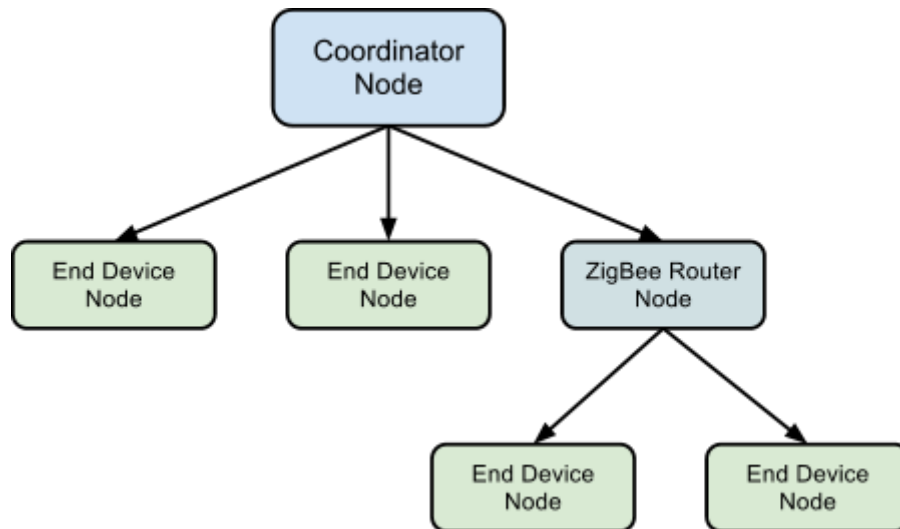 Coordinator
Node
End Device
Node
End Device
Node
ZigBee Router
Node
End Device
Node
End Device
Node